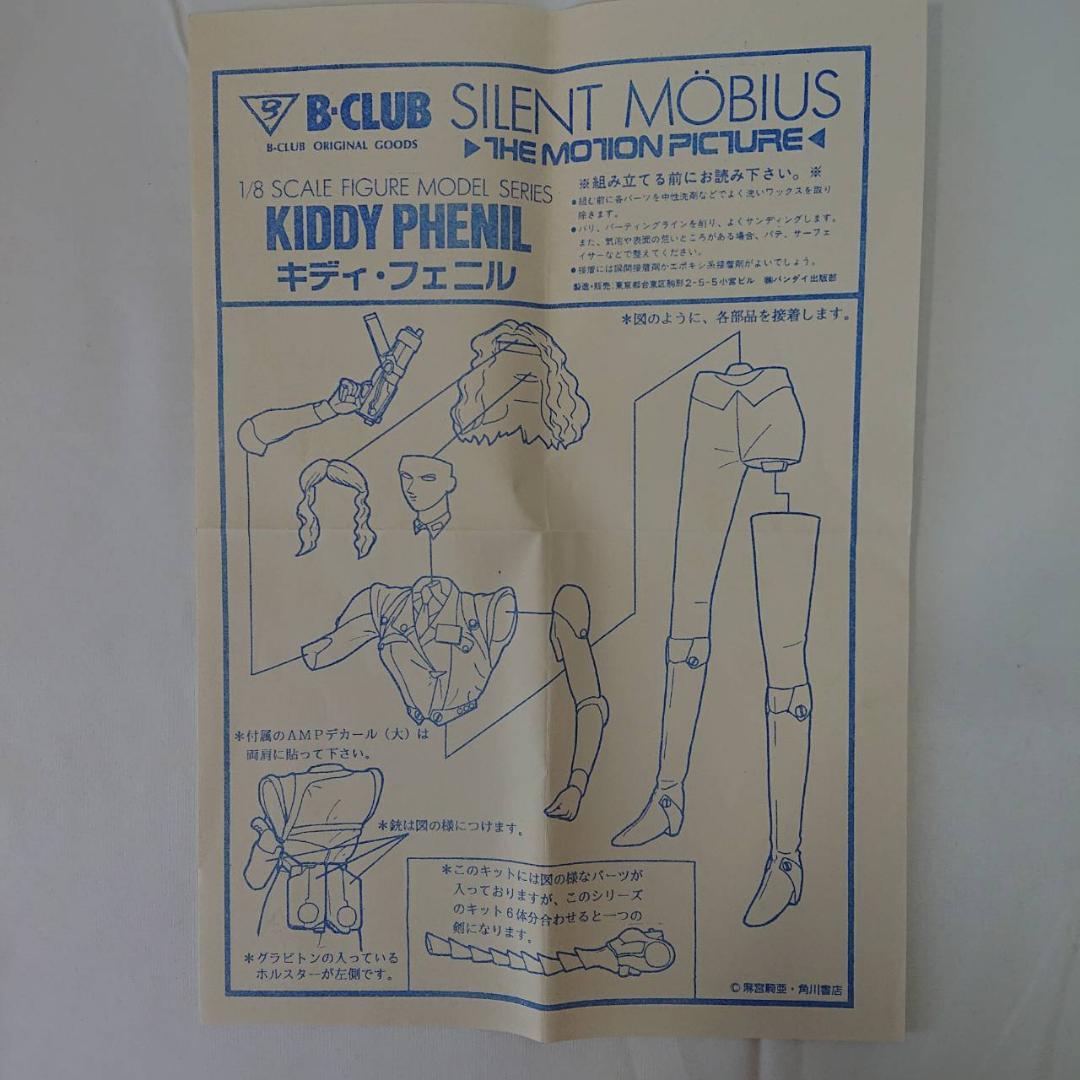 B·CLUB
B-CLUB ORIGINAL GOODS
SILENT MÖBIUS
▶THE MOTION PICTURE◀
1/8 SCALE FIGURE MODEL SERIES
KIDDY PHENIL
キディ・フェニル
※組み立てる前にお読み下さい。※
●組む前に各パーツを中性洗剤などでよく洗いワックスを取り
除きます。
●バリ、パーティングラインを削り、よくサンディングします。
また、気泡や表面の荒いところがある場合、パテ、サーフェ
イサーなどで整えてください。
●接着には瞬間接着剤かエポキシ系接着剤がよいでしょう。
製造・販売：東京都台東区駒形2-5-5小宮ビル ㈱バンダイ出版部
＊図のように、各部品を接着します。
＊付属のAMPデカール（大）は
両肩に貼って下さい。
＊銃は図の様につけます。
＊グラビトンの入っている
ホルスターが左側です。
＊このキットには図の様なパーツが
入っておりますが、このシリーズ
のキット6体分合わせると一つの
剣になります。
© 麻宮騎亜・角川書店